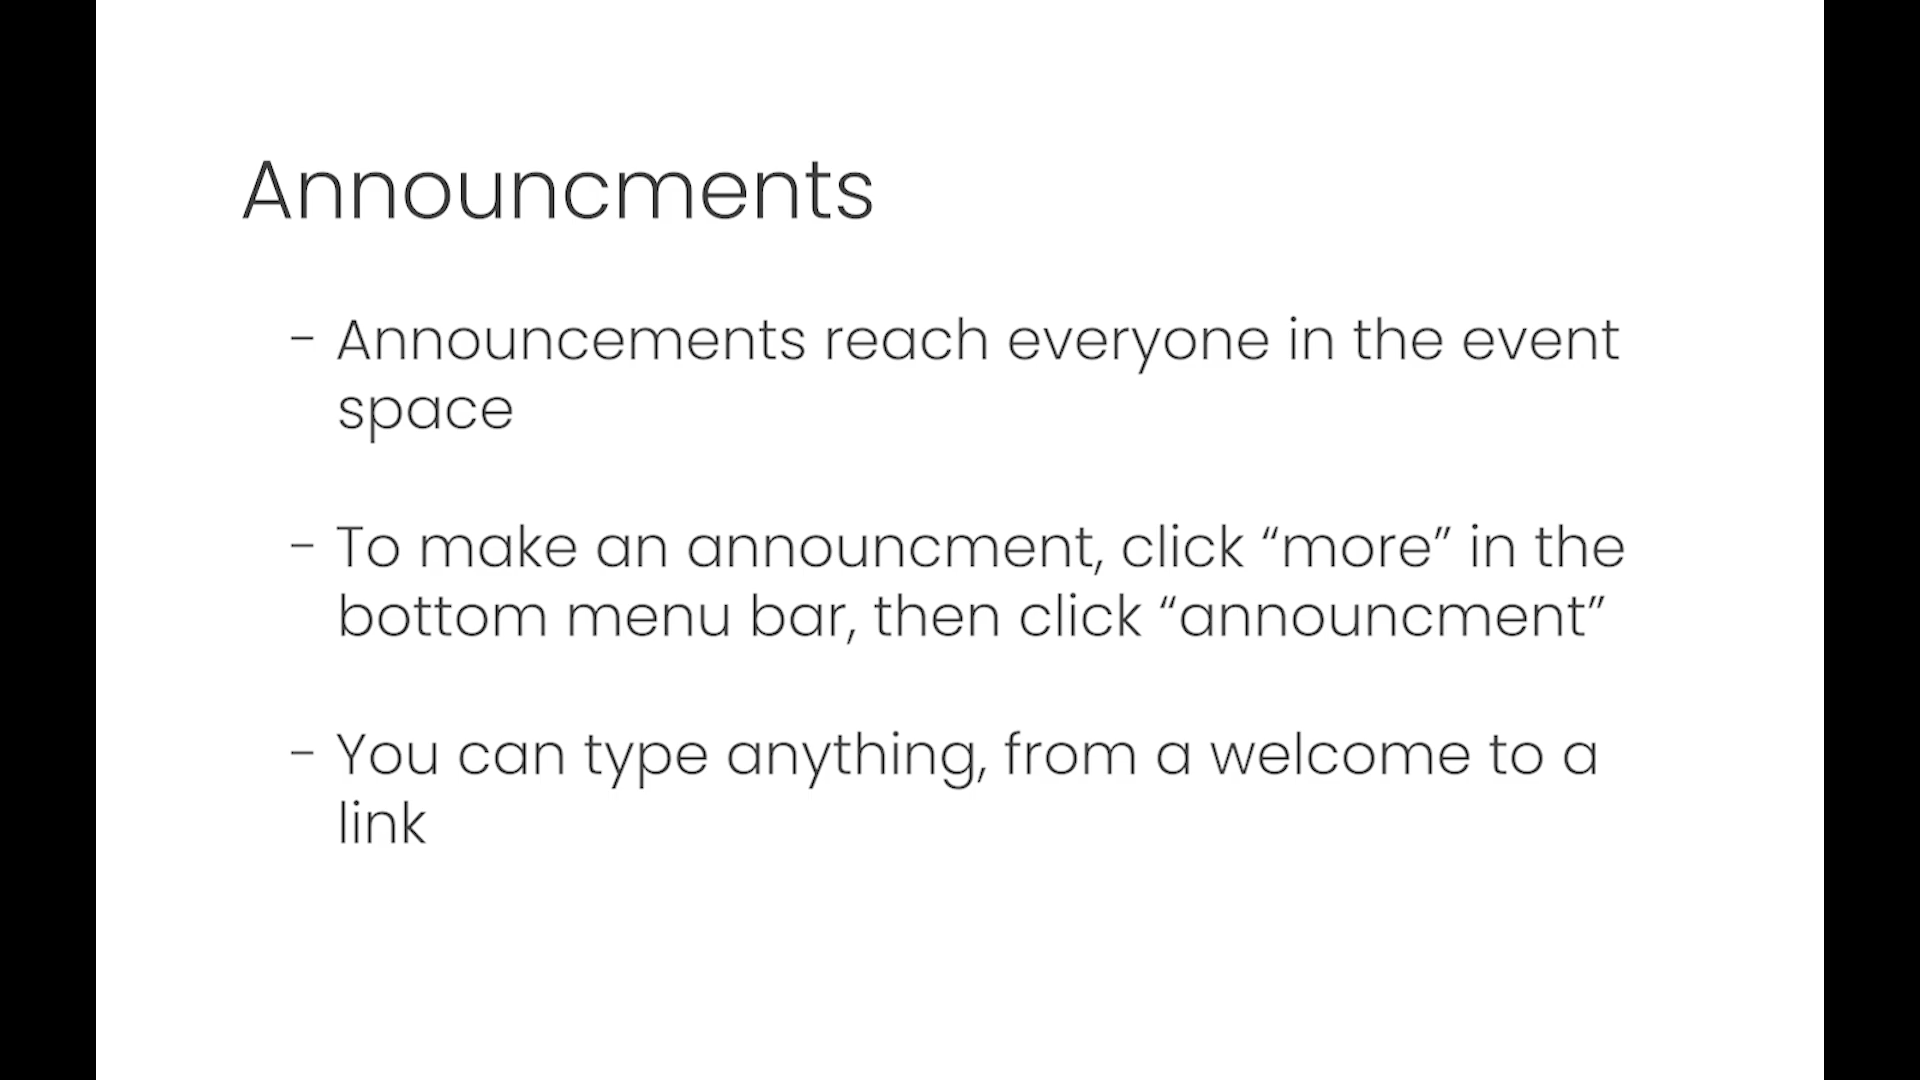 Announcments
- Announcements reach everyone in the event
space
- To make an announcment, click “more” in the
bottom menu bar, then click “announcment”
- You can type anything, from a welcome to a
link